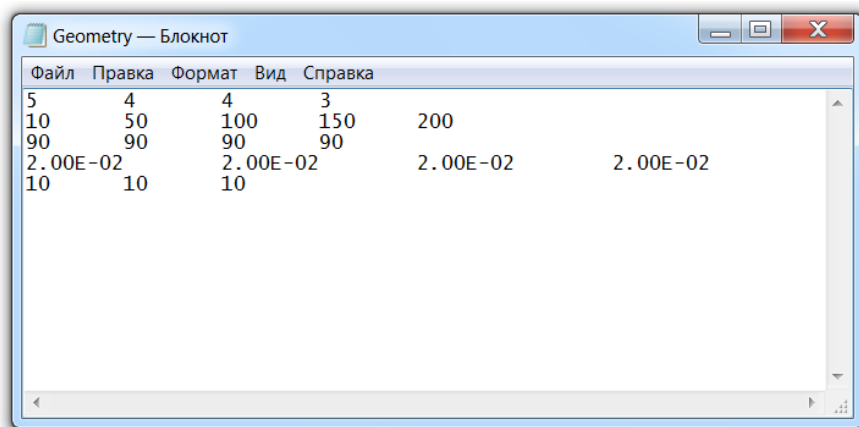 Geometry — Блокнот
Файл Правка Формат Вид Справка
5 4 4 3
10 50 100 150 200
90 90 90 90
2.00E-02 2.00E-02 2.00E-02 2.00E-02
10 10 10